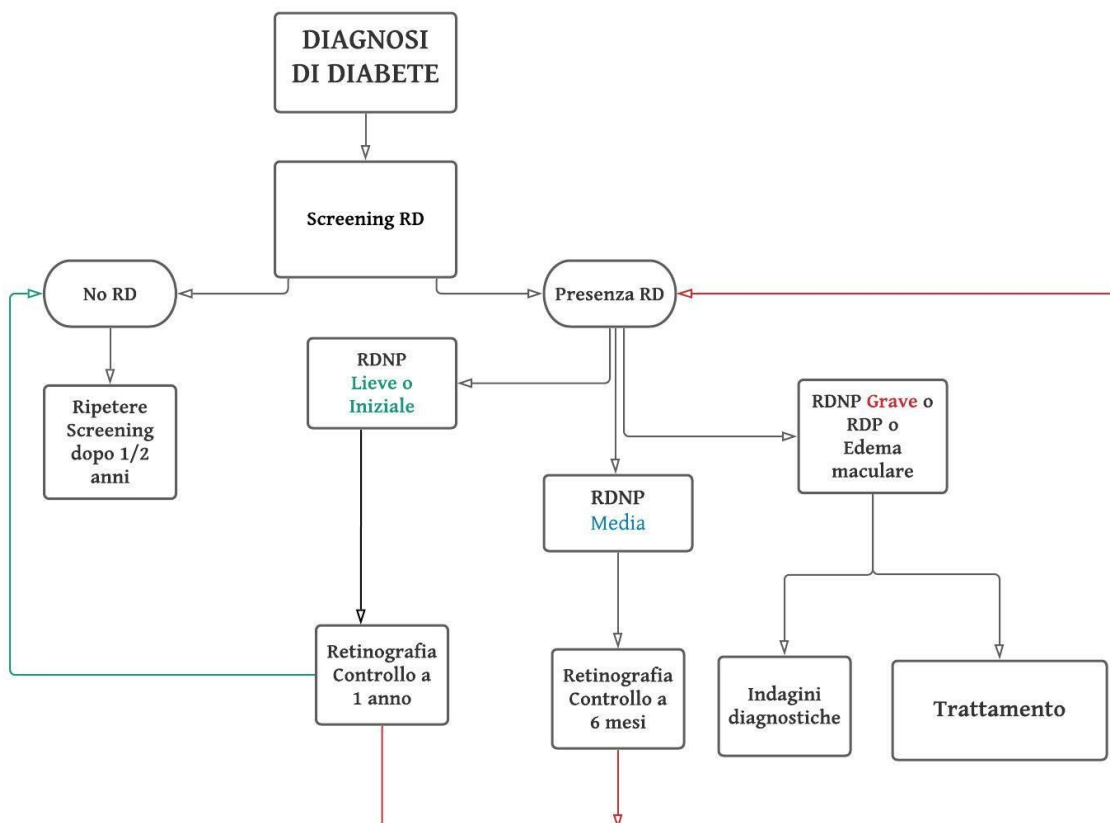 DIAGNOSI
DI DIABETE
Screening RD
No RD
Presenza RD
Ripetere
Screening
dopo 1/2
anni
RDNP
Lieve o
Iniziale
RDNP
Media
RDNP Grave o
RDP o
Edema
maculare
Retinografia
Controllo a
1 anno
Retinografia
Controllo a
6 mesi
Indagini
diagnostiche
Trattamento